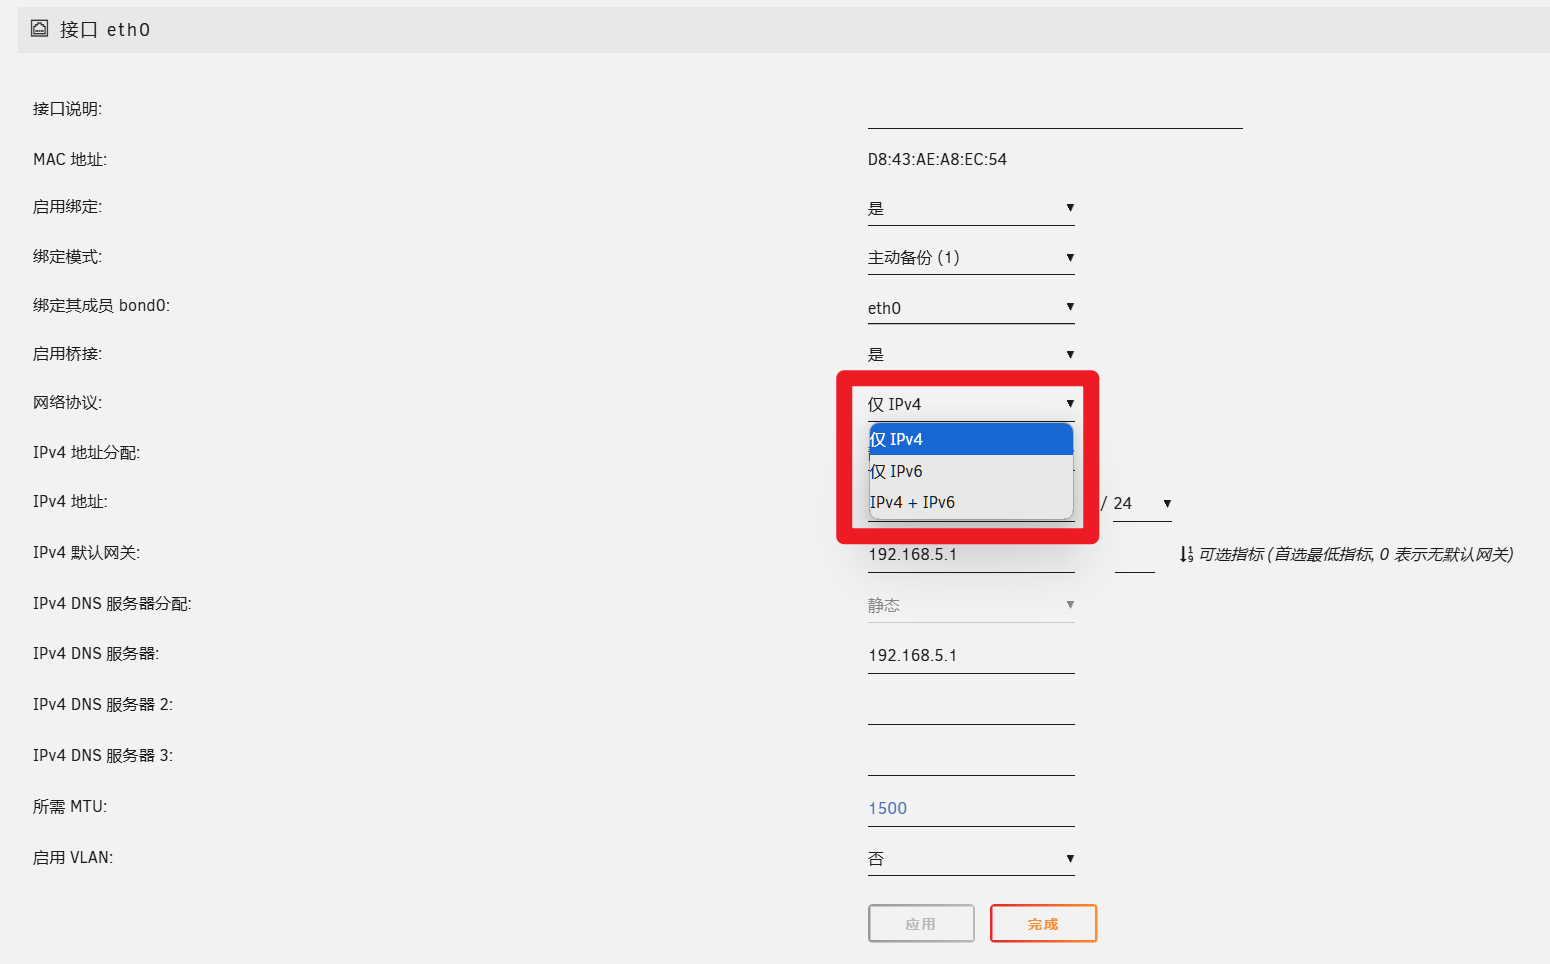 接口 eth0
接口说明:
MAC 地址: D8:43:AE:A8:EC:54
启用绑定: 是
绑定模式: 主动备份 (1)
绑定其成员 bond0: eth0
启用桥接: 是
网络协议: 仅 IPv4
仅 IPv4
IPv4 地址分配:
仅 IPv6
IPv4 地址: IPv4 + IPv6 / 24
IPv4 默认网关: 192.168.5.1 可选指标 (首选最低指标, 0 表示无默认网关)
IPv4 DNS 服务器分配: 静态
IPv4 DNS 服务器: 192.168.5.1
IPv4 DNS 服务器 2:
IPv4 DNS 服务器 3:
所需 MTU: 1500
启用 VLAN: 否
应用 完成